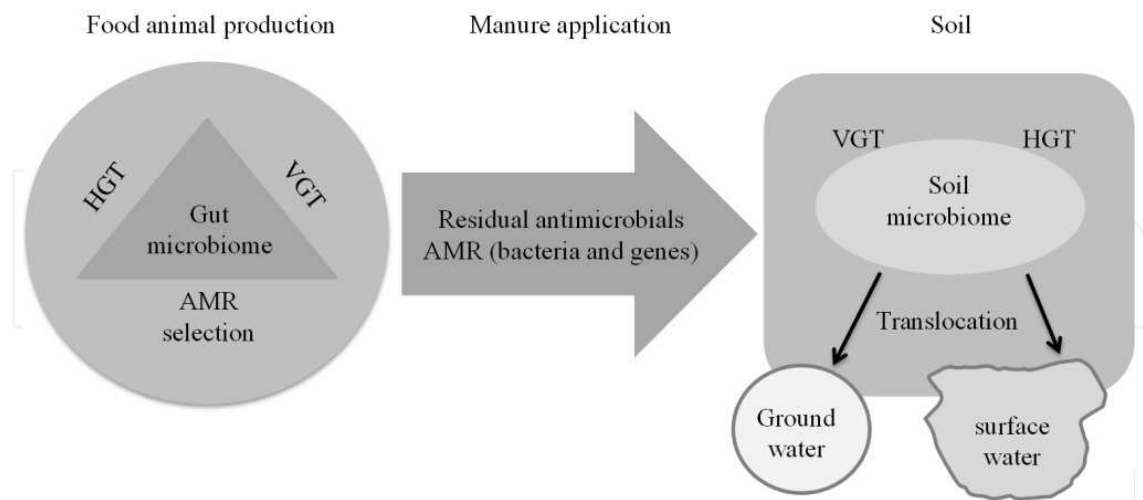 Food animal production
Manure application
Soil
HGT
VGT
Gut
microbiome
AMR
selection
Residual antimicrobials
AMR (bacteria and genes)
VGT
HGT
Soil
microbiome
Translocation
Ground
water
surface
water